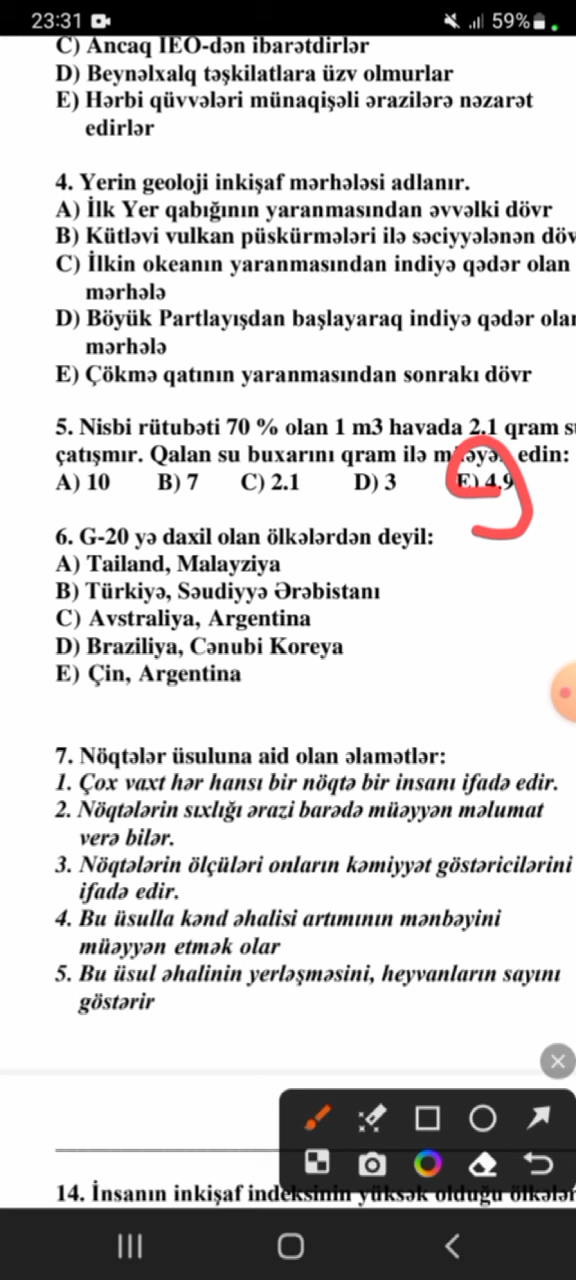 23:31
59%
C) Ancaq IEO-dən ibarətdirlər
D) Beynəlxalq təşkilatlara üzv olmurlar
E) Hərbi qüvvələri münaqişəli ərazilərə nəzarət
edirlər
4. Yerin geoloji inkişaf mərhələsi adlanır.
A) İlk Yer qabığının yaranmasından əvvəlki dövr
B) Kütləvi vulkan püskürmələri ilə səciyyələnən döv
C) İlkin okeanın yaranmasından indiyə qədər olan
mərhələ
D) Böyük Partlayışdan başlayaraq indiyə qədər olan
mərhələ
E) Çökmə qatının yaranmasından sonrakı dövr
5. Nisbi rütubəti 70 % olan 1 m3 havada 2.1 qram su
çatışmır. Qalan su buxarını qram ilə edin:
A) 10 B) 7 C) 2.1 D) 3 E) 4.9
6. G-20 yə daxil olan ölkələrdən deyil:
A) Tailand, Malayziya
B) Türkiyə, Səudiyyə Ərəbistanı
C) Avstraliya, Argentina
D) Braziliya, Cənubi Koreya
E) Çin, Argentina
7. Nöqtələr üsuluna aid olan əlamətlər:
1. Çox vaxt hər hansı bir nöqtə bir insanı ifadə edir.
2. Nöqtələrin sıxlığı ərazi barədə müəyyən məlumat
verə bilər.
3. Nöqtələrin ölçüləri onların kəmiyyət göstəricilərini
ifadə edir.
4. Bu üsulla kənd əhalisi artımının mənbəyini
müəyyən etmək olar
5. Bu üsul əhalinin yerləşməsini, heyvanların sayını
göstərir
14. İnsanın inkişaf indeksinin yüksək olduğu ölkələr